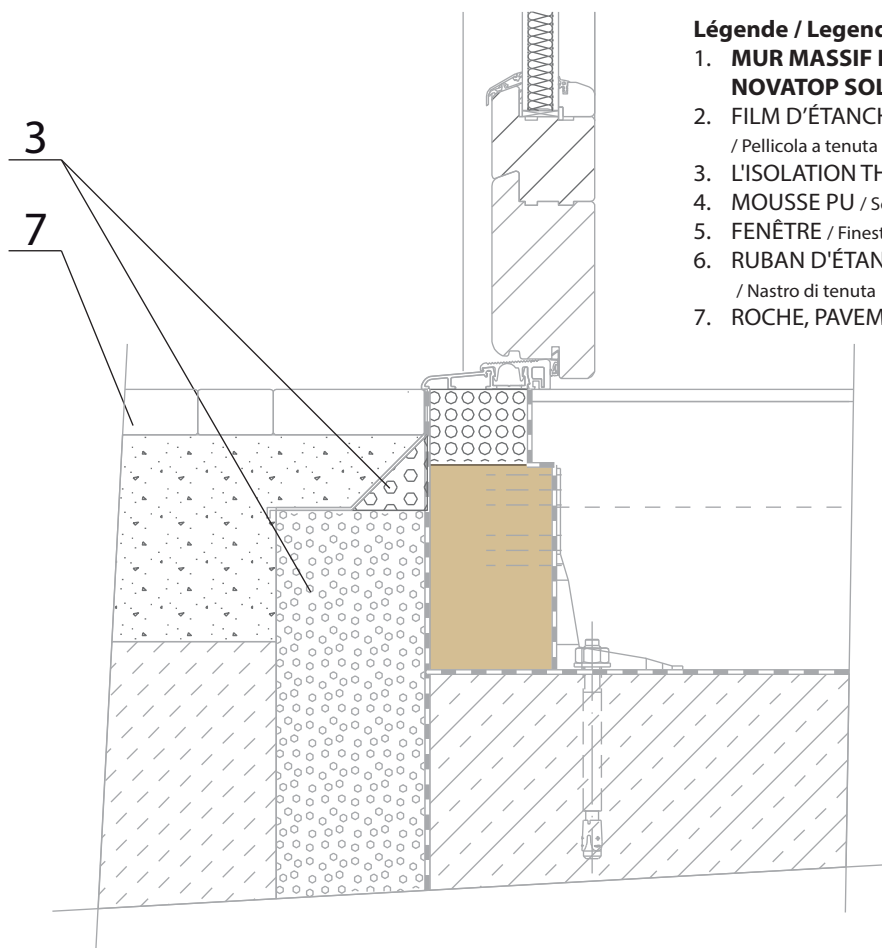 Légende / Legend
1. MUR MASSIF
NOVATOP SOL
2. FILM D'ÉTANCH
/ Pellicola a tenuta
3. L'ISOLATION TH
4. MOUSSE PU / S
5. FENÊTRE / Finest
6. RUBAN D'ÉTAN
/ Nastro di tenuta
7. ROCHE, PAVEM
3
7